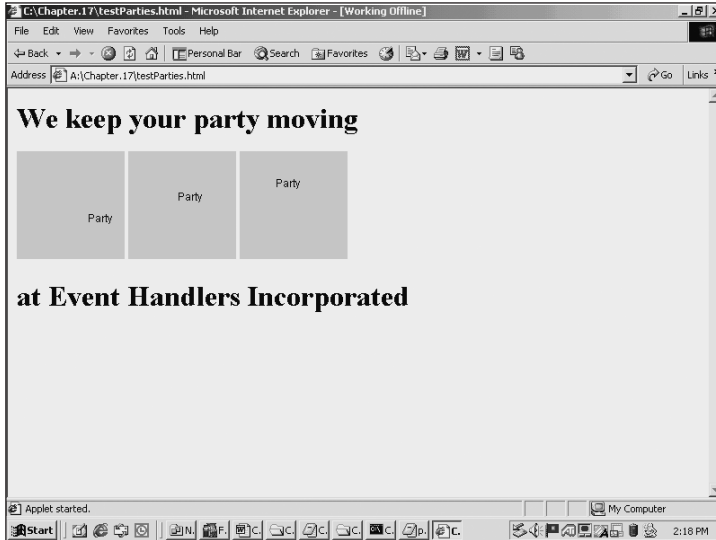 C:\Chapter.17\testParties.html - Microsoft Internet Explorer - [Working Offline]
File Edit View Favorites Tools Help
Back Personal Bar Search Favorites
Address A:\Chapter.17\testParties.html Go Links
We keep your party moving
Party
Party
Party
at Event Handlers Incorporated
Applet started. My Computer
Start N. F. C. C. C. C. C. p. C. 2:18 PM